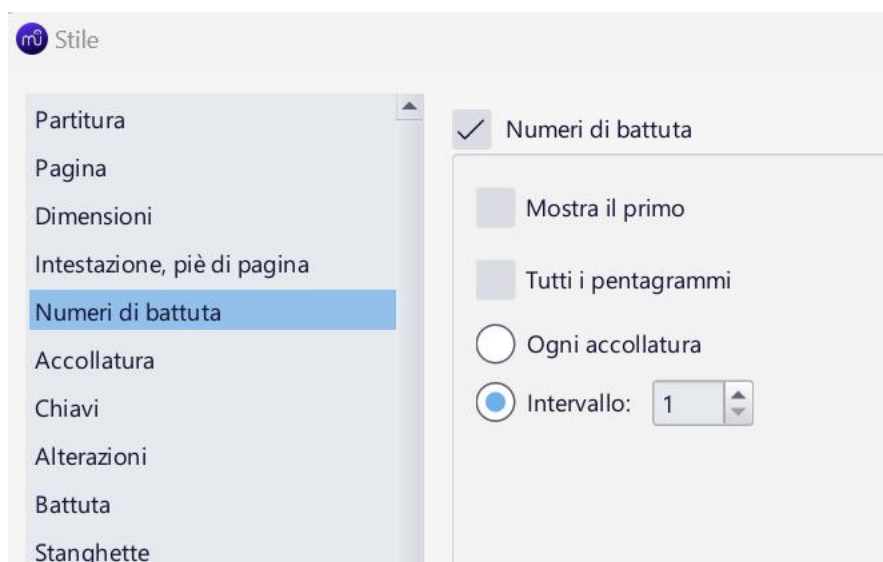 Stile
Partitura
Pagina
Dimensioni
Intestazione, piè di pagina
Numeri di battuta
Accollatura
Chiavi
Alterazioni
Battuta
Stanghette
Numeri di battuta
Mostra il primo
Tutti i pentagrammi
Ogni accollatura
Intervallo: 1